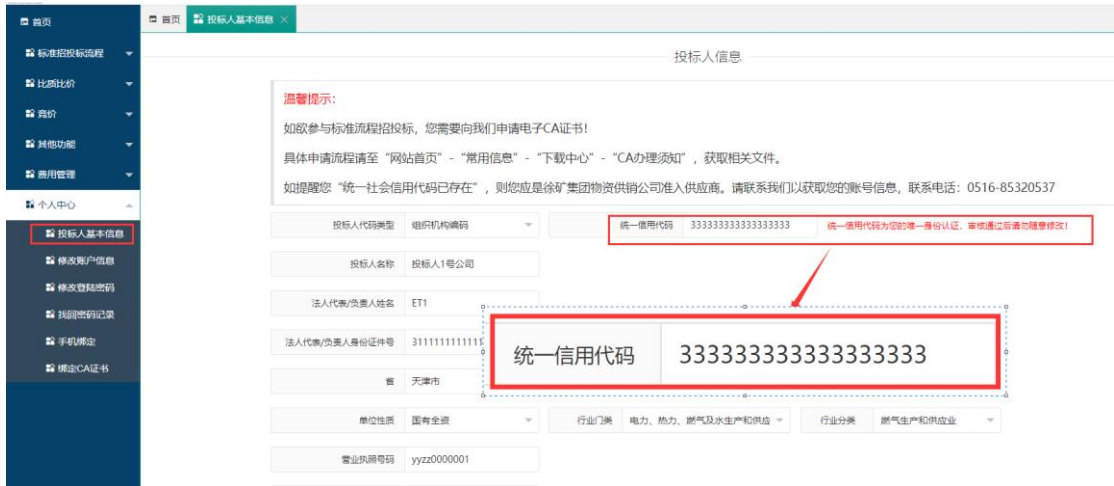 首页
标准招投标流程
比质比价
竞价
其他功能
费用管理
个人中心
投标人基本信息
修改账户信息
修改登陆密码
找回密码记录
手机绑定
绑定CA证书
首页 投标人基本信息 ×
投标人信息
温馨提示：
如欲参与标准流程招投标，您需要向我们申请电子CA证书！
具体申请流程请至“网站首页”-“常用信息”-“下载中心”-“CA办理须知”，获取相关文件。
如提醒您“统一社会信用代码已存在”，则您应是徐矿集团物资供销公司准入供应商。请联系我们以获取您的账号信息，联系电话：0516-85320537
投标人代码类型 组织机构编码 统一信用代码 333333333333333333 统一信用代码为您的唯一身份认证，审核通过后请勿随意修改！
投标人名称 投标人1号公司
法人代表/负责人姓名 ET1
法人代表/负责人身份证件号 3111111111111
统一信用代码 333333333333333333
省 天津市
单位性质 国有全资 行业门类 电力、热力、燃气及水生产和供应 行业分类 燃气生产和供应业
营业执照号码 yyzz0000001